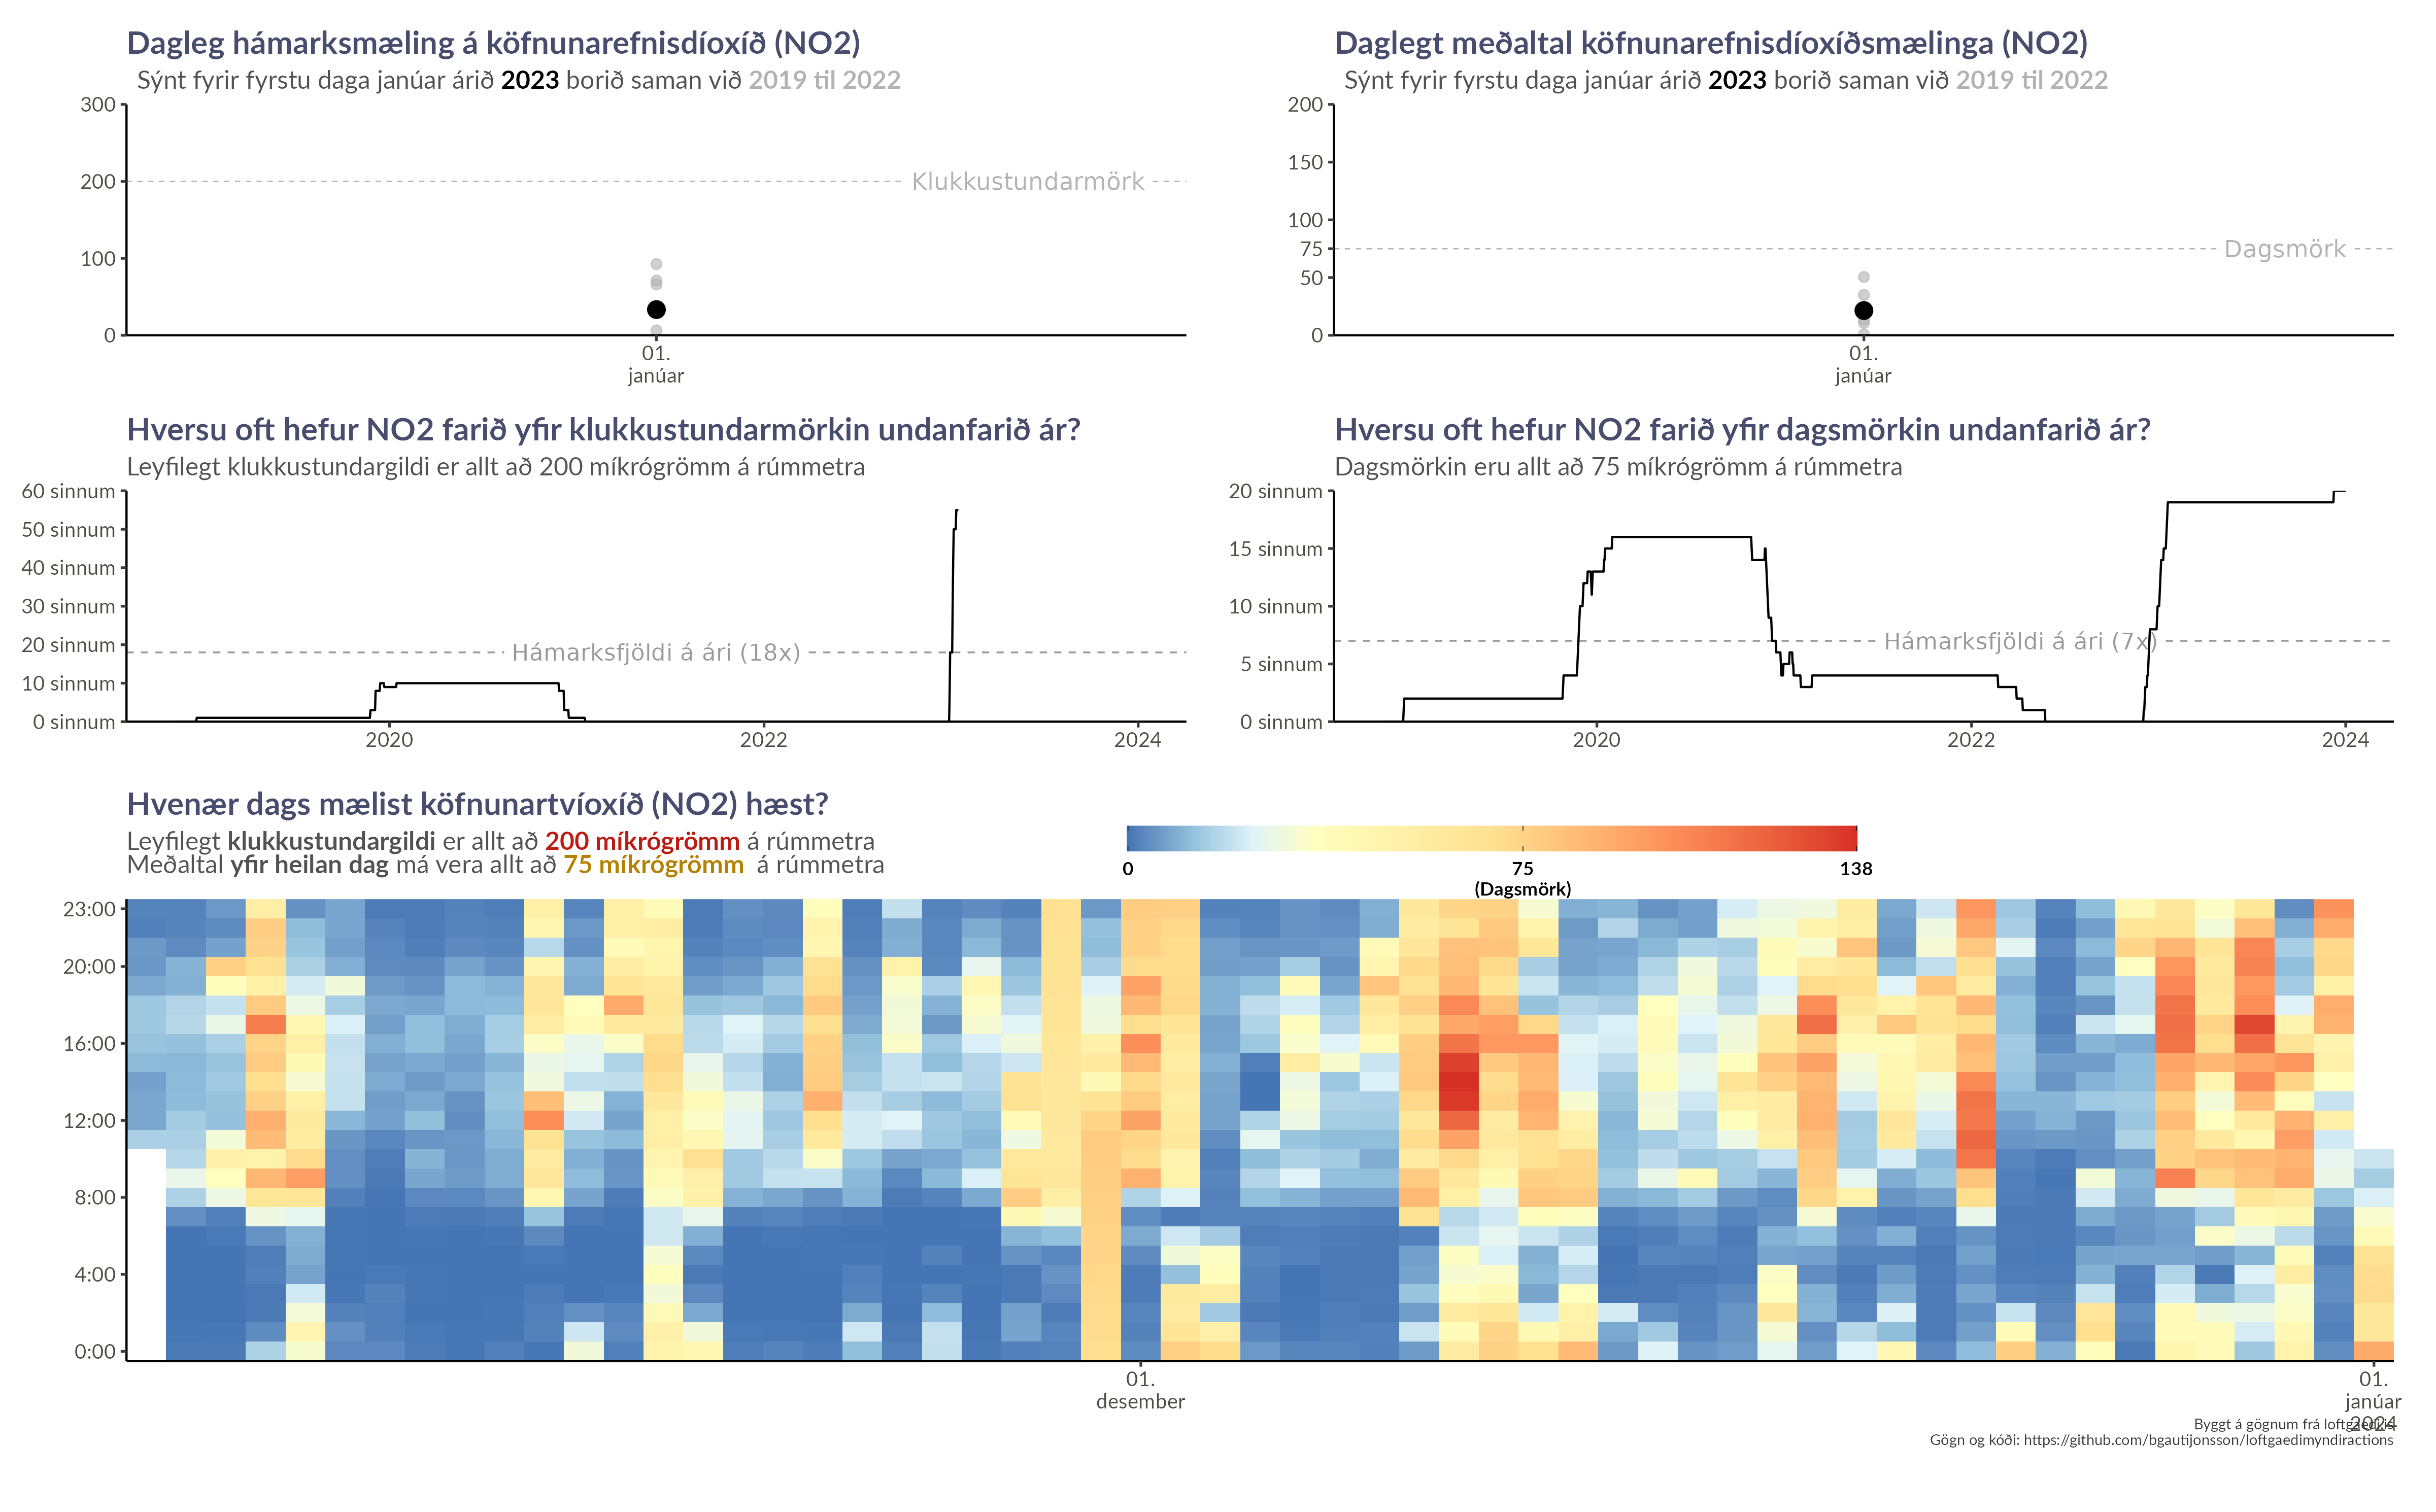 Dagleg hámarksmæling á köfnunarefnisdíoxíð (NO2)
Sýnt fyrir fyrstu daga janúar árið 2023 borið saman við 2019 til 2022
300
200
100
0
Klukkustundarmörk
01.
janúar
Daglegt meðaltal köfnunarefnisdíoxíðsmælinga (NO2)
Sýnt fyrir fyrstu daga janúar árið 2023 borið saman við 2019 til 2022
200
150
100
75
50
0
Dagsmörk
01.
janúar
Hversu oft hefur NO2 farið yfir klukkustundarmörkin undanfarið ár?
Leyfilegt klukkustundargildi er allt að 200 míkrógrömm á rúmmetra
60 sinnum
50 sinnum
40 sinnum
30 sinnum
20 sinnum
10 sinnum
0 sinnum
Hámarksfjöldi á ári (18x)
2020
2022
2024
Hversu oft hefur NO2 farið yfir dagsmörkin undanfarið ár?
Dagsmörkin eru allt að 75 míkrógrömm á rúmmetra
20 sinnum
15 sinnum
10 sinnum
5 sinnum
0 sinnum
Hámarksfjöldi á ári (7x)
2020
2022
2024
Hvenær dags mælist köfnunartvíoxíð (NO2) hæst?
Leyfilegt klukkustundargildi er allt að 200 míkrógrömm á rúmmetra
Meðaltal yfir heilan dag má vera allt að 75 míkrógrömm á rúmmetra
0
75
(Dagsmörk)
138
23:00
20:00
16:00
12:00
8:00
4:00
0:00
01.
desember
01.
janúar
2024
Byggt á gögnum frá loftgaedi.is
Gögn og kóði: https://github.com/bgautijonsson/loftgaedimyndiractions